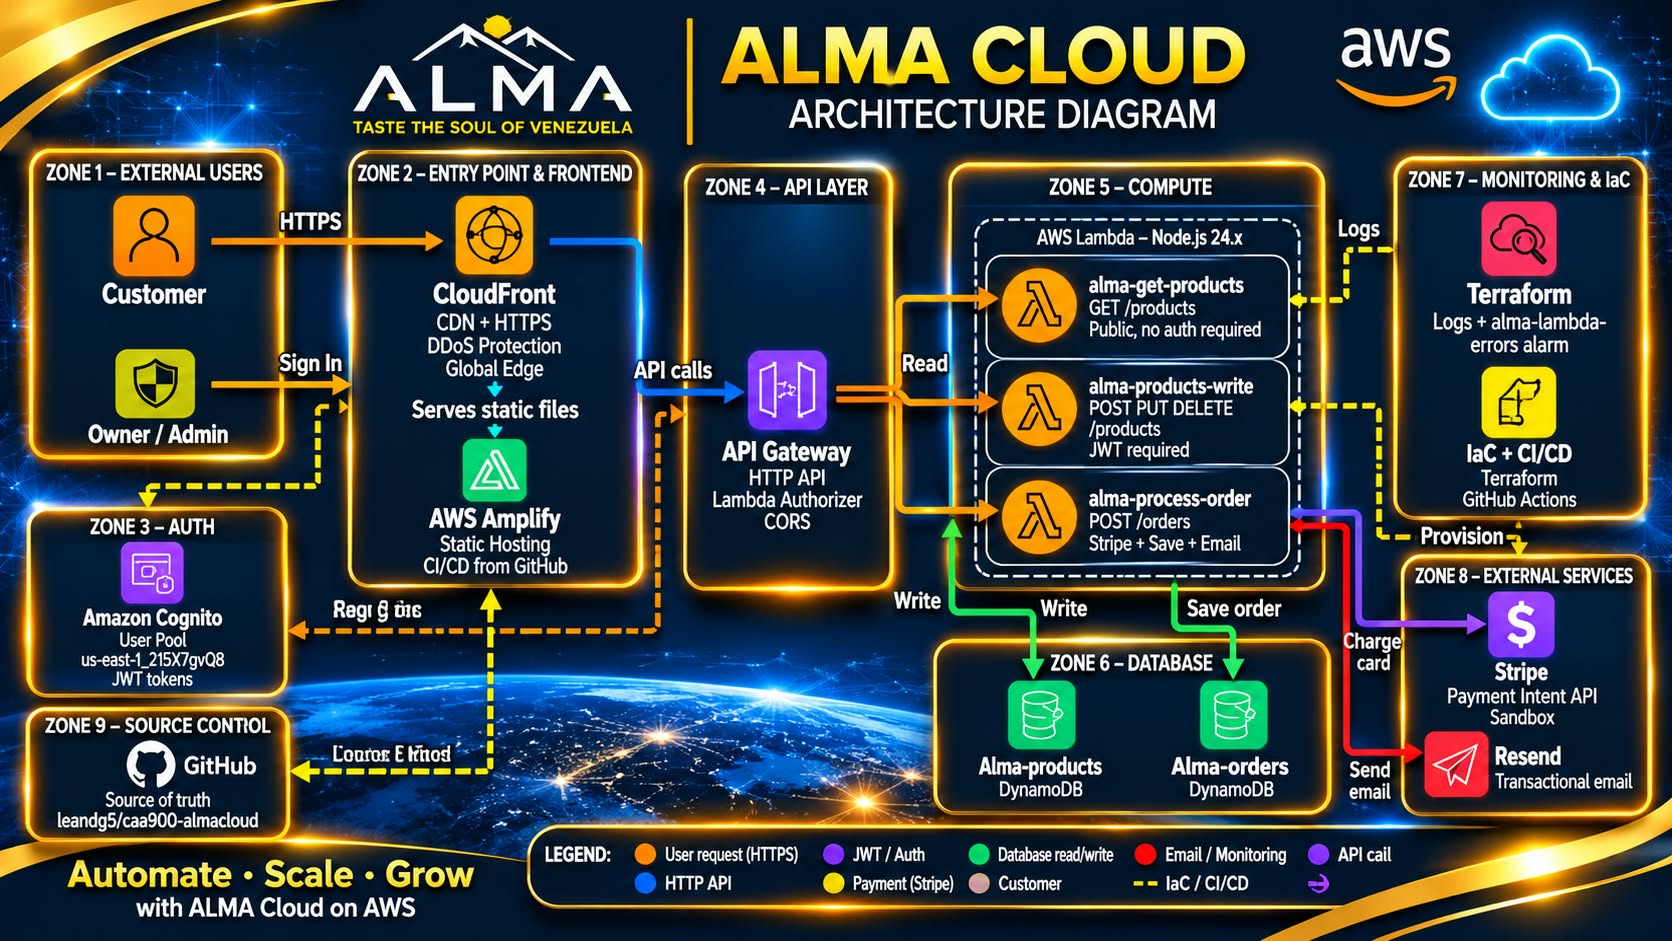 ALMA
TASTE THE SOUL OF VENEZUELA
ALMA CLOUD
ARCHITECTURE DIAGRAM
aws
ZONE 1 – EXTERNAL USERS
Customer
Owner / Admin
HTTPS
Sign In
ZONE 2 – ENTRY POINT & FRONTEND
CloudFront
CDN + HTTPS
DDoS Protection
Global Edge
Serves static files
AWS Amplify
Static Hosting
CI/CD from GitHub
ZONE 3 – AUTH
Amazon Cognito
User Pool
us-east-1_215X7gvQ8
JWT tokens
API calls
ZONE 4 – API LAYER
API Gateway
HTTP API
Lambda Authorizer
CORS
Read
Write
ZONE 5 – COMPUTE
AWS Lambda – Node.js 24.x
alma-get-products
GET /products
Public, no auth required
alma-products-write
POST PUT DELETE
/products
JWT required
alma-process-order
POST /orders
Stripe + Save + Email
Write
Save order
ZONE 6 – DATABASE
Alma-products
DynamoDB
Alma-orders
DynamoDB
Logs
ZONE 7 – MONITORING & IaC
Terraform
Logs + alma-lambda-
errors alarm
IaC + CI/CD
Terraform
GitHub Actions
Provision
ZONE 8 – EXTERNAL SERVICES
$
Stripe
Payment Intent API
Sandbox
Charge
card
Resend
Transactional email
Send
email
ZONE 9 – SOURCE CONTROL
GitHub
Source of truth
leandg5/caa900-almacloud
Automate · Scale · Grow
with ALMA Cloud on AWS
LEGEND:
User request (HTTPS)
JWT / Auth
Database read/write
Email / Monitoring
API call
HTTP API
Payment (Stripe)
Customer
IaC / CI/CD